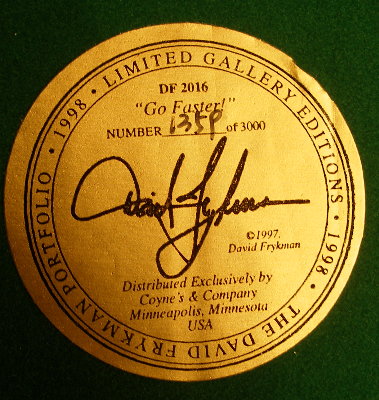 1998 · LIMITED GALLERY EDITIONS · 1998 · THE DAVID FRYKMAN PORTFOLIO ·
DF 2016
"Go Faster!"
NUMBER 1359 of 3000
David Frykman
©1997.
David Frykman
Distributed Exclusively by
Coyne's & Company
Minneapolis, Minnesota
USA